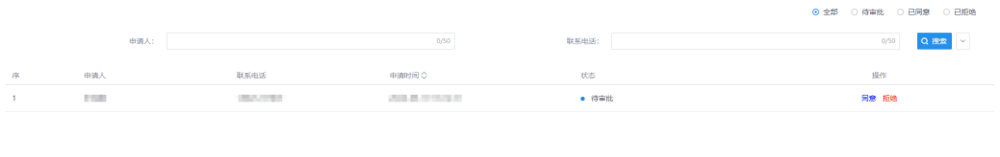 全部 待审批 已同意 已拒绝
申请人： 0/50 联系电话： 0/50 搜索
序 申请人 联系电话 申请时间 状态 操作
1 待审批 同意 拒绝